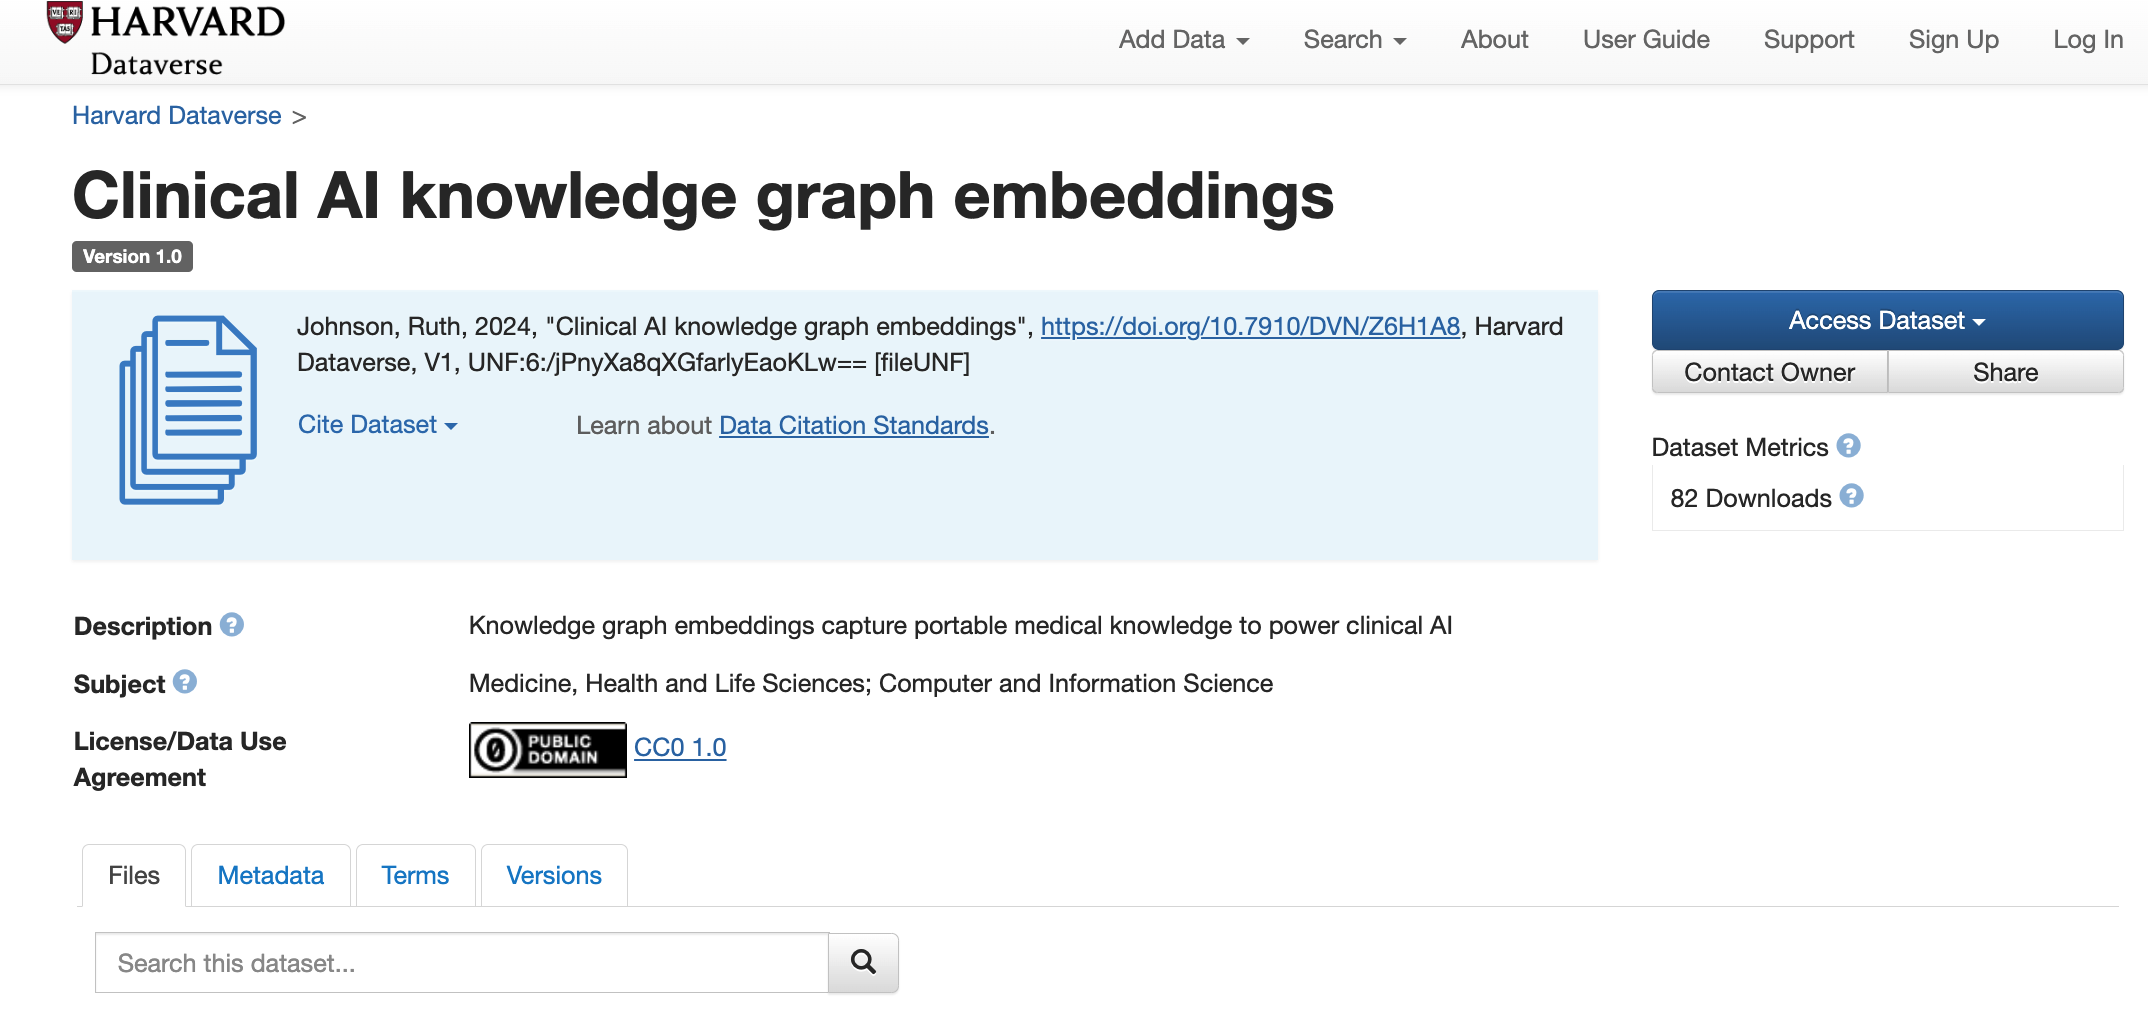 HARVARD
Dataverse
Add Data Search About User Guide Support Sign Up Log In
Harvard Dataverse >
Clinical AI knowledge graph embeddings
Version 1.0
Johnson, Ruth, 2024, "Clinical AI knowledge graph embeddings", https://doi.org/10.7910/DVN/Z6H1A8, Harvard
Dataverse, V1, UNF:6:/jPnyXa8qXGfarlyEaoKLw== [fileUNF]
Cite Dataset Learn about Data Citation Standards.
Access Dataset
Contact Owner Share
Dataset Metrics ?
82 Downloads ?
Description ? Knowledge graph embeddings capture portable medical knowledge to power clinical AI
Subject ? Medicine, Health and Life Sciences; Computer and Information Science
License/Data Use
Agreement
PUBLIC
DOMAIN
CC0 1.0
Files Metadata Terms Versions
Search this dataset...